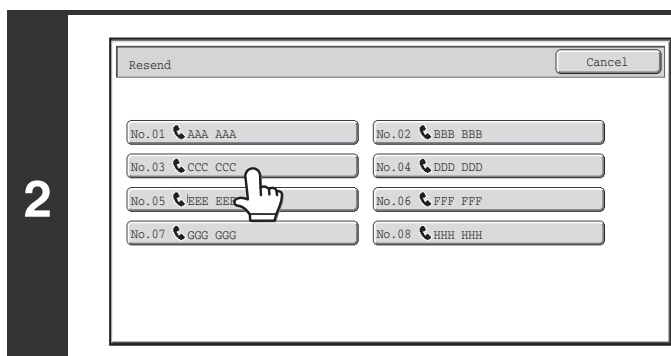 2
Resend Cancel
No.01 AAA AAA No.02 BBB BBB
No.03 CCC CCC No.04 DDD DDD
No.05 EEE EEE No.06 FFF FFF
No.07 GGG GGG No.08 HHH HHH